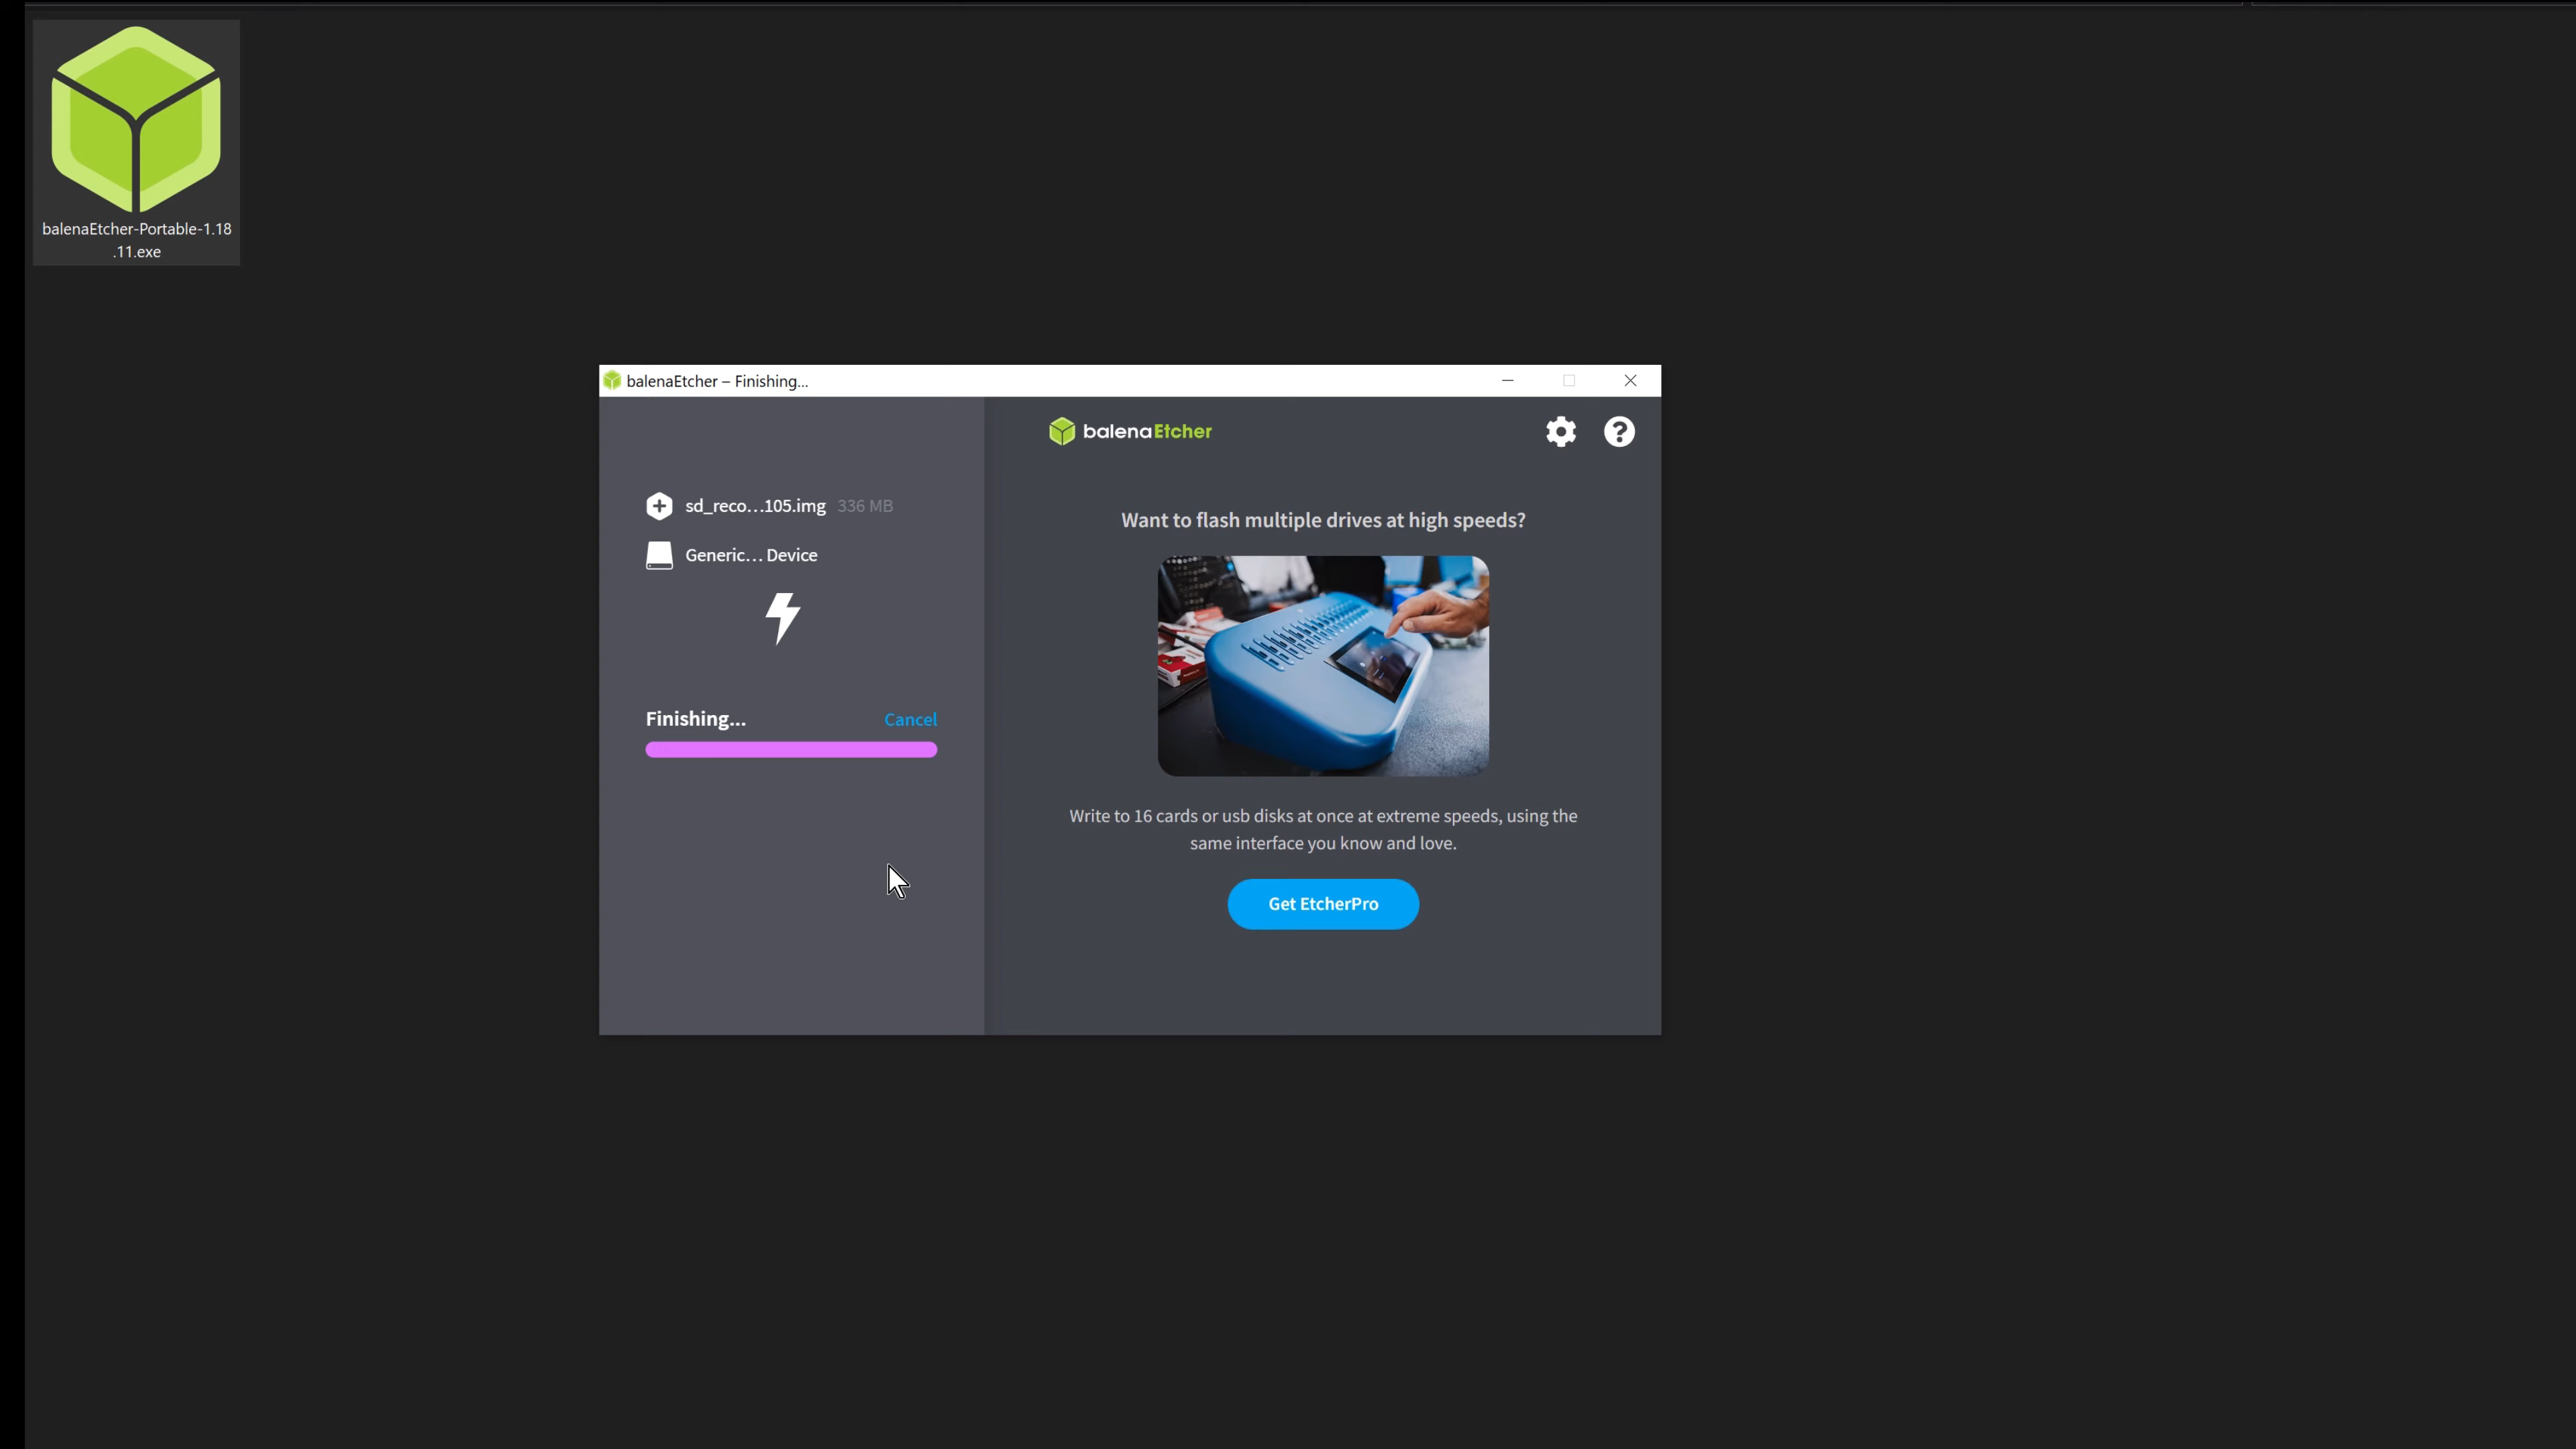 balenaEtcher-Portable-1.18
.11.exe
balenaEtcher – Finishing...
balenaEtcher
sd_reco...105.img 336 MB
Generic... Device
Finishing...
Cancel
Want to flash multiple drives at high speeds?
Write to 16 cards or usb disks at once at extreme speeds, using the
same interface you know and love.
Get EtcherPro